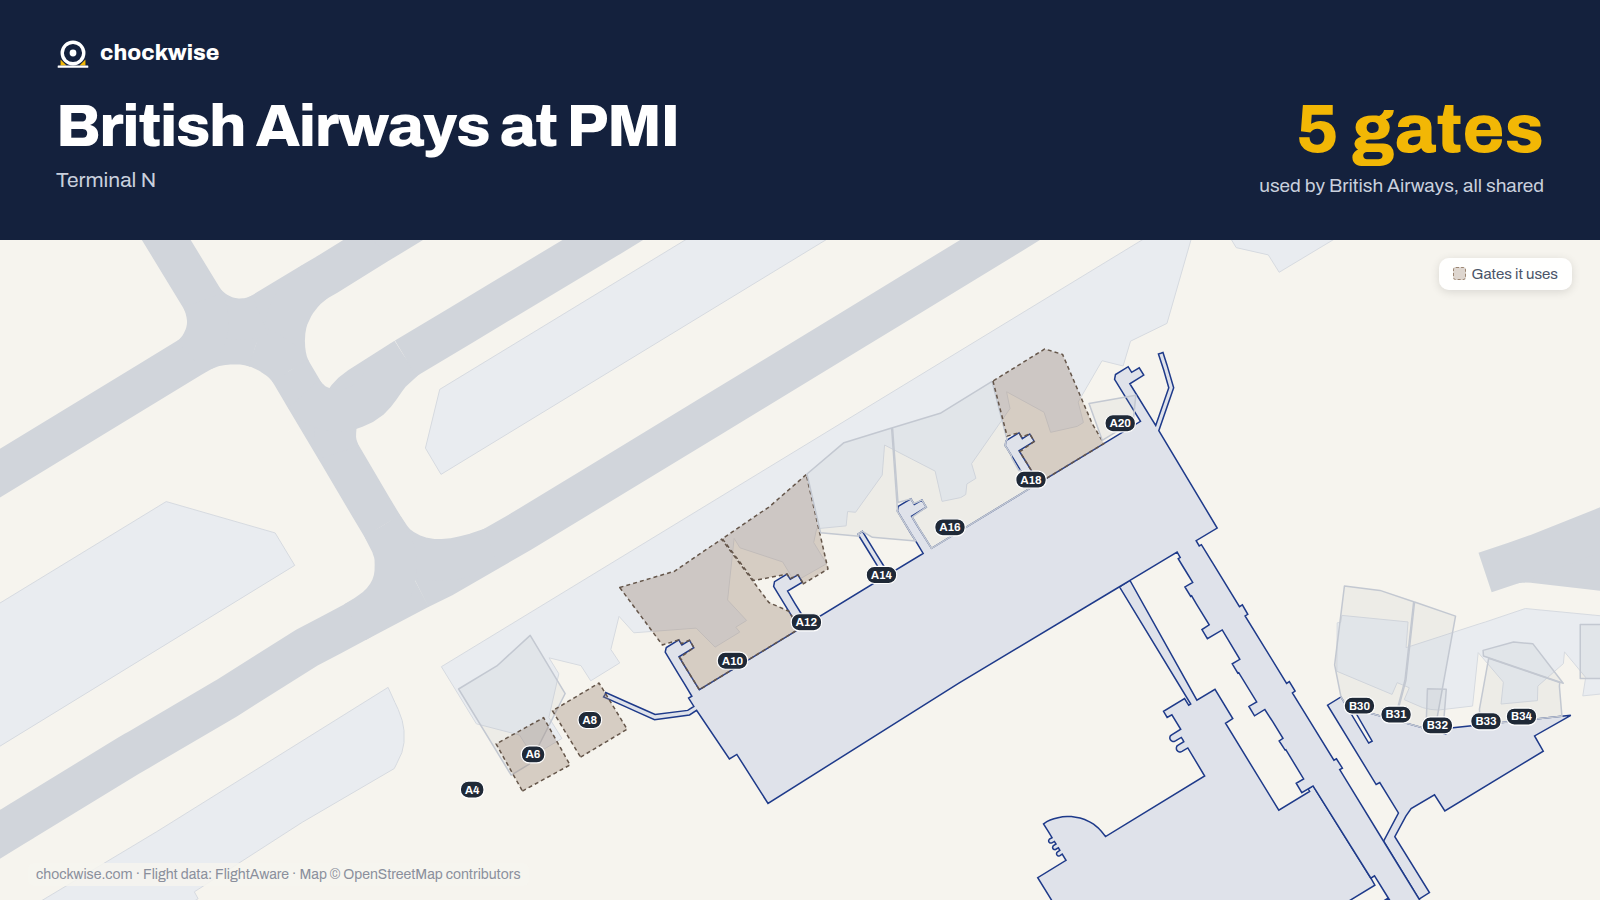 chockwise
British Airways at PMI
Terminal N
5 gates
used by British Airways, all shared
Gates it uses
A20
A18
A16
A14
A12
A10
A8
A6
A4
B30
B31
B32
B33
B34
chockwise.com · Flight data: FlightAware · Map © OpenStreetMap contributors